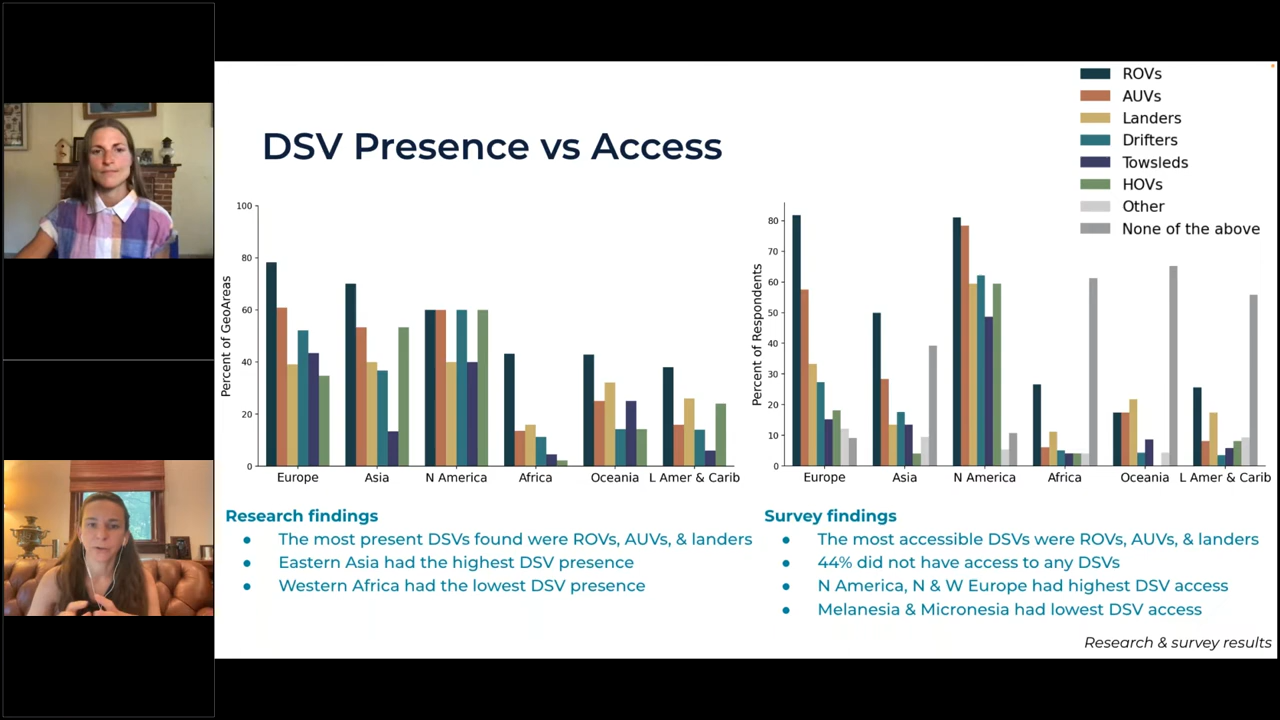 DSV Presence vs Access
ROVs
AUVs
Landers
Drifters
Towsleds
HOVs
Other
None of the above
Percent of GeoAreas
100
80
60
40
20
0
Europe
Asia
N America
Africa
Oceania
L Amer & Carib
Percent of Respondents
80
70
60
50
40
30
20
10
0
Europe
Asia
N America
Africa
Oceania
L Amer & Carib
Research findings
● The most present DSVs found were ROVs, AUVs, & landers
● Eastern Asia had the highest DSV presence
● Western Africa had the lowest DSV presence
Survey findings
● The most accessible DSVs were ROVs, AUVs, & landers
● 44% did not have access to any DSVs
● N America, N & W Europe had highest DSV access
● Melanesia & Micronesia had lowest DSV access
Research & survey results